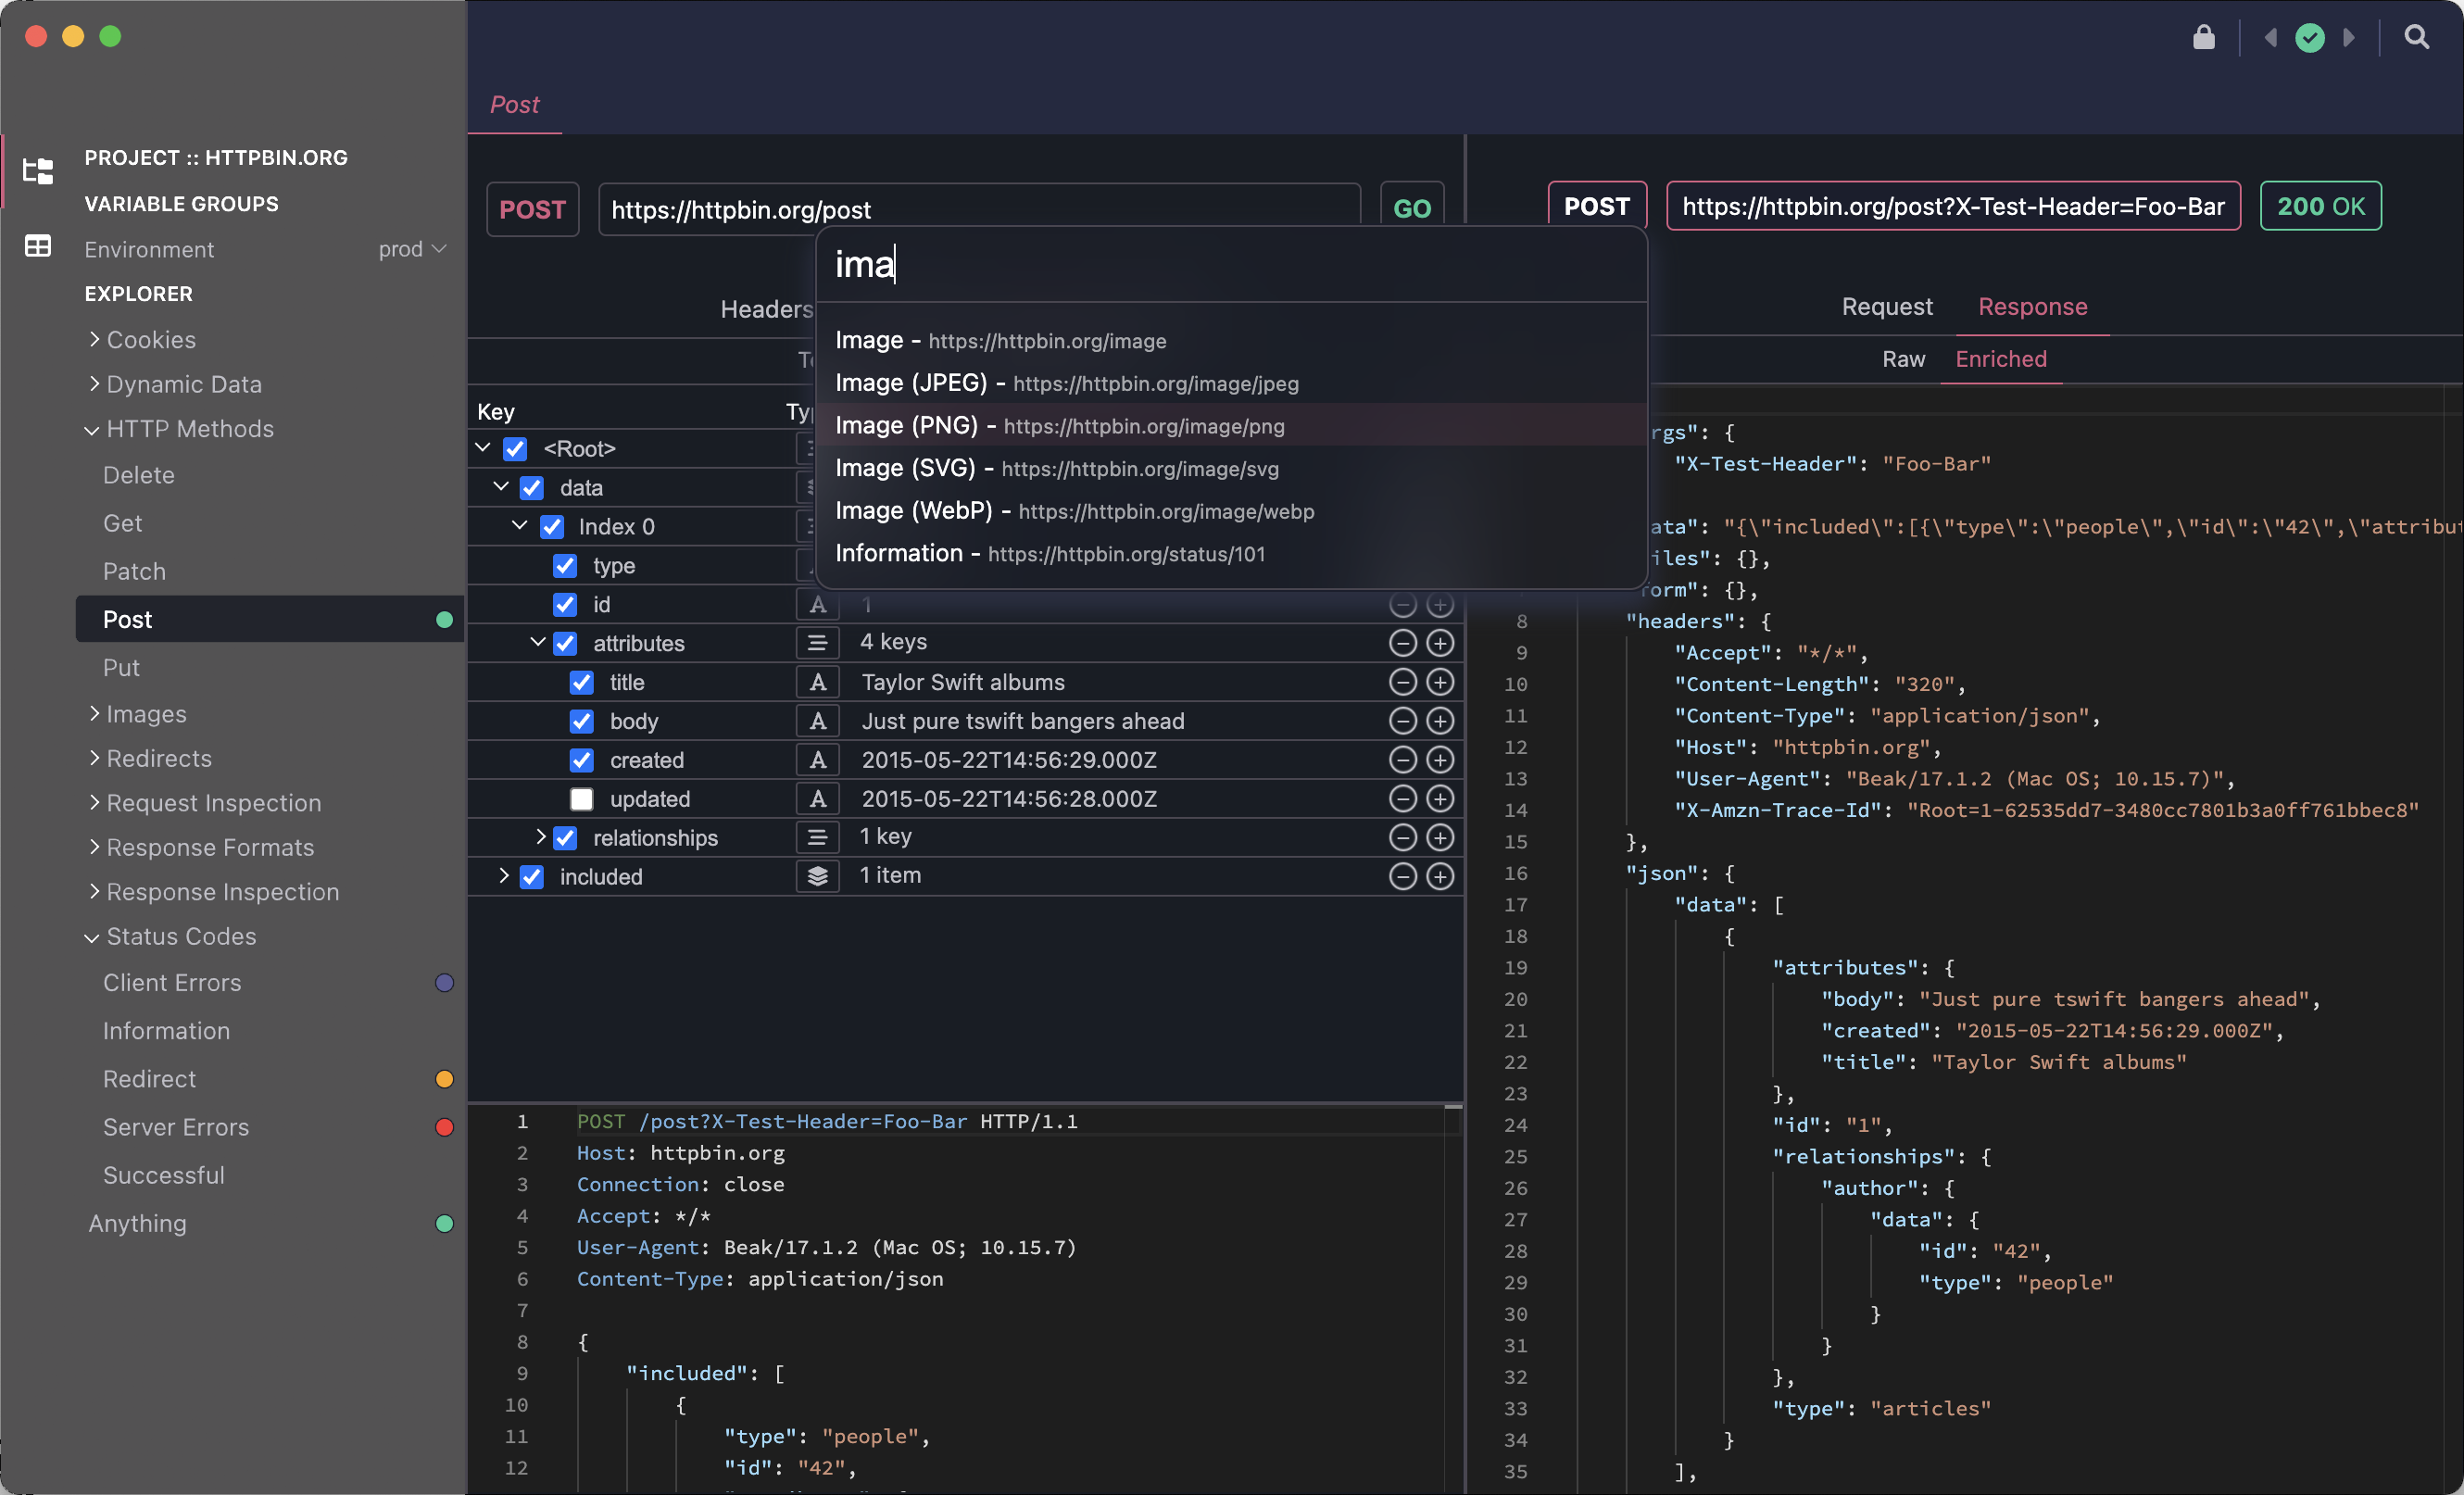 Post
PROJECT :: HTTPBIN.ORG
VARIABLE GROUPS
Environment prod
EXPLORER
Cookies
Dynamic Data
HTTP Methods
Delete
Get
Patch
Post
Put
Images
Redirects
Request Inspection
Response Formats
Response Inspection
Status Codes
Client Errors
Information
Redirect
Server Errors
Successful
Anything
POST https://httpbin.org/post GO
Headers
Key
<Root>
data
Index 0
type
id A 1
attributes 4 keys
title A Taylor Swift albums
body A Just pure tswift bangers ahead
created A 2015-05-22T14:56:29.000Z
updated A 2015-05-22T14:56:28.000Z
relationships 1 key
included 1 item
ima
Image - https://httpbin.org/image
Image (JPEG) - https://httpbin.org/image/jpeg
Image (PNG) - https://httpbin.org/image/png
Image (SVG) - https://httpbin.org/image/svg
Image (WebP) - https://httpbin.org/image/webp
Information - https://httpbin.org/status/101
1 POST /post?X-Test-Header=Foo-Bar HTTP/1.1
2 Host: httpbin.org
3 Connection: close
4 Accept: */*
5 User-Agent: Beak/17.1.2 (Mac OS; 10.15.7)
6 Content-Type: application/json
7
8 {
9 "included": [
10 {
11 "type": "people",
12 "id": "42",
POST https://httpbin.org/post?X-Test-Header=Foo-Bar 200 OK
Request Response
Raw Enriched
rgs": {
"X-Test-Header": "Foo-Bar"
ata": "{\"included\":[{\"type\":\"people\",\"id\":\"42\",\"attribu
iles": {},
orm": {},
8 "headers": {
9 "Accept": "*/*",
10 "Content-Length": "320",
11 "Content-Type": "application/json",
12 "Host": "httpbin.org",
13 "User-Agent": "Beak/17.1.2 (Mac OS; 10.15.7)",
14 "X-Amzn-Trace-Id": "Root=1-62535dd7-3480cc7801b3a0ff761bbec8"
15 },
16 "json": {
17 "data": [
18 {
19 "attributes": {
20 "body": "Just pure tswift bangers ahead",
21 "created": "2015-05-22T14:56:29.000Z",
22 "title": "Taylor Swift albums"
23 },
24 "id": "1",
25 "relationships": {
26 "author": {
27 "data": {
28 "id": "42",
29 "type": "people"
30 }
31 }
32 },
33 "type": "articles"
34 }
35 ],